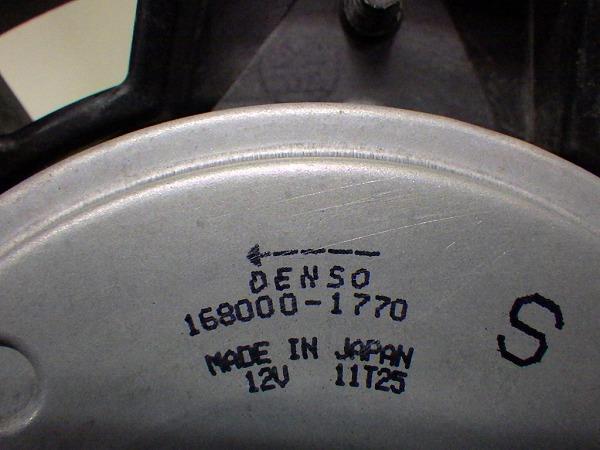 DENSO
168000-1770
S
MADE IN JAPAN
12V 11T25